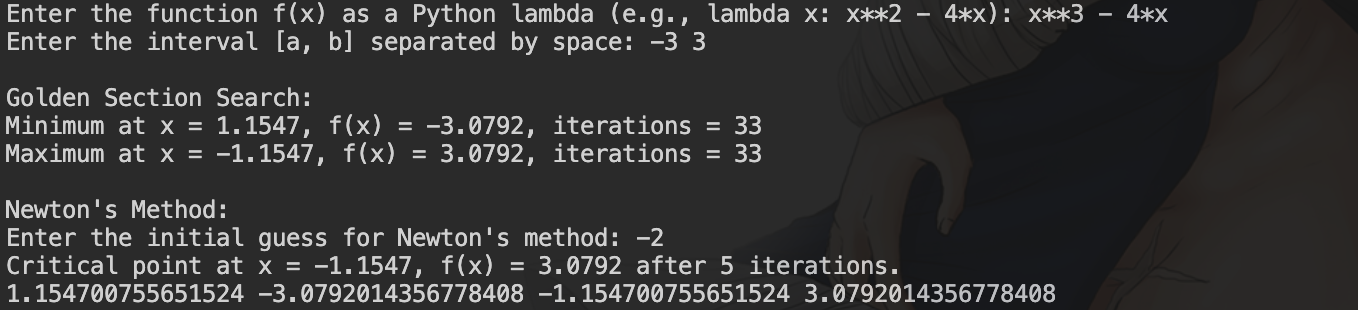 Enter the function f(x) as a Python lambda (e.g., lambda x: x**2 - 4*x): x**3 - 4*x
Enter the interval [a, b] separated by space: -3 3
Golden Section Search:
Minimum at x = 1.1547, f(x) = -3.0792, iterations = 33
Maximum at x = -1.1547, f(x) = 3.0792, iterations = 33
Newton's Method:
Enter the initial guess for Newton's method: -2
Critical point at x = -1.1547, f(x) = 3.0792 after 5 iterations.
1.154700755651524 -3.0792014356778408 -1.154700755651524 3.0792014356778408